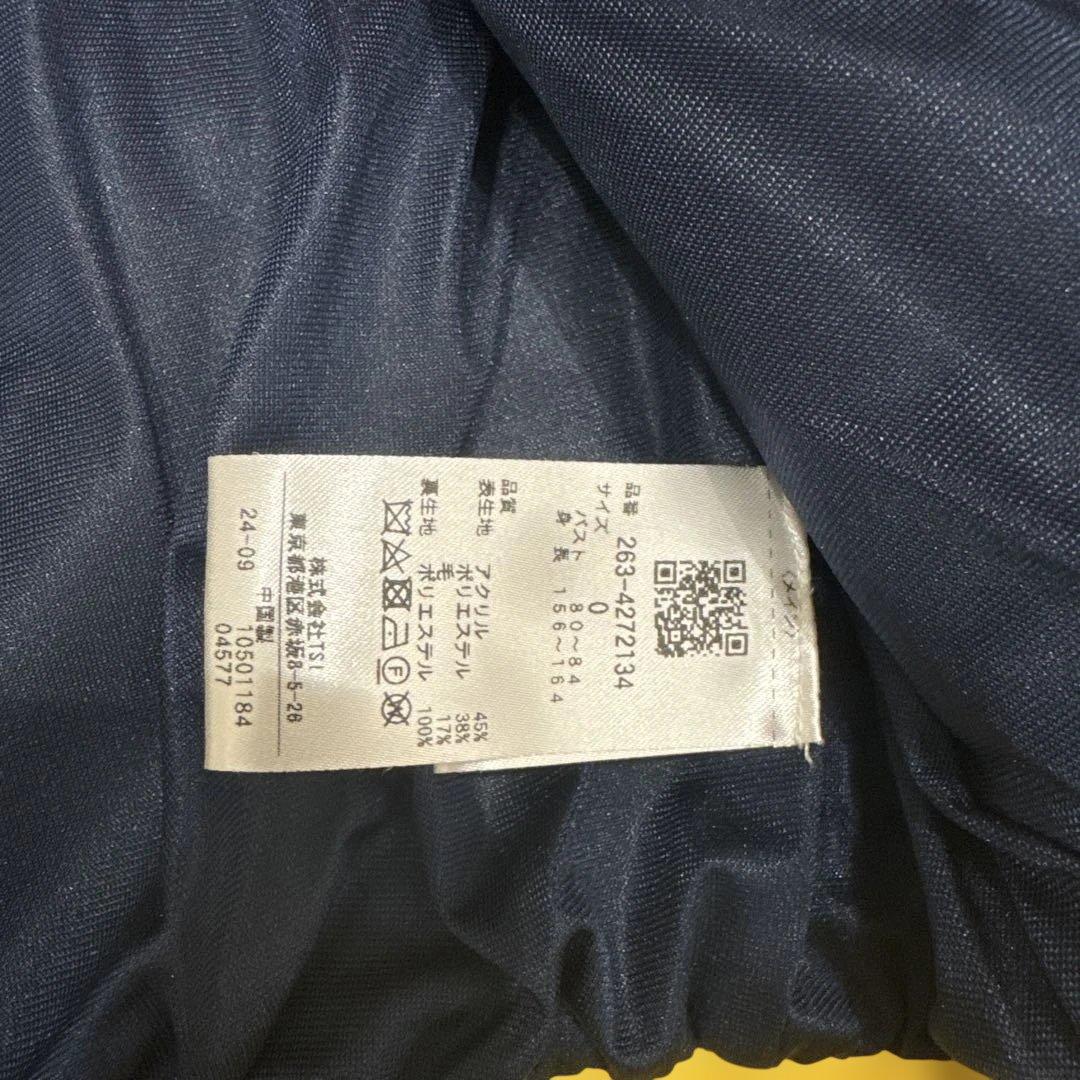 (メイン)
品番 263-4272134
サイズ 0
バスト 80~84
身長 156~164
品質
表生地 アクリル 45%
ポリエステル 38%
毛 17%
裏生地 ポリエステル 100%
F
W
株式会社TSI
東京都港区赤坂8-5-26
中国製
24-09 10501184
04577